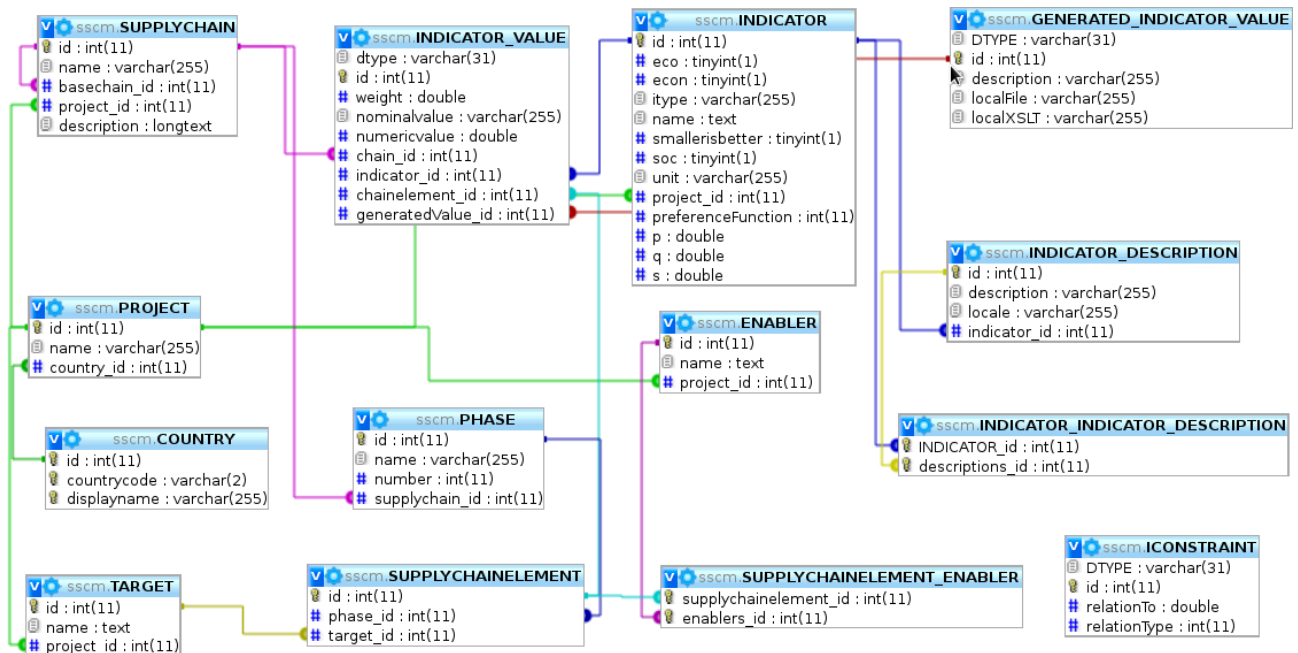 sscm.SUPPLYCHAIN
id : int(11)
name : varchar(255)
basechain_id : int(11)
project_id : int(11)
description : longtext
sscm.INDICATOR_VALUE
dtype : varchar(31)
id : int(11)
weight : double
nominalvalue : varchar(255)
numericvalue : double
chain_id : int(11)
indicator_id : int(11)
chainelement_id : int(11)
generatedValue_id : int(11)
sscm.INDICATOR
id : int(11)
eco : tinyint(1)
econ : tinyint(1)
itype : varchar(255)
name : text
smallerisbetter : tinyint(1)
soc : tinyint(1)
unit : varchar(255)
project_id : int(11)
preferenceFunction : int(11)
p : double
q : double
s : double
sscm.GENERATED_INDICATOR_VALUE
DTYPE : varchar(31)
id : int(11)
description : varchar(255)
localFile : varchar(255)
localXSLT : varchar(255)
sscm.INDICATOR_DESCRIPTION
id : int(11)
description : varchar(255)
locale : varchar(255)
indicator_id : int(11)
sscm.PROJECT
id : int(11)
name : varchar(255)
country_id : int(11)
sscm.ENABLER
id : int(11)
name : text
project_id : int(11)
sscm.COUNTRY
id : int(11)
countrycode : varchar(2)
displayname : varchar(255)
sscm.PHASE
id : int(11)
name : varchar(255)
number : int(11)
supplychain_id : int(11)
sscm.INDICATOR_INDICATOR_DESCRIPTION
INDICATOR_id : int(11)
descriptions_id : int(11)
sscm.TARGET
id : int(11)
name : text
project_id : int(11)
sscm.SUPPLYCHAINELEMENT
id : int(11)
phase_id : int(11)
target_id : int(11)
sscm.SUPPLYCHAINELEMENT_ENABLER
supplychainelement_id : int(11)
enablers_id : int(11)
sscm.ICONSTRAINT
DTYPE : varchar(31)
id : int(11)
relationTo : double
relationType : int(11)